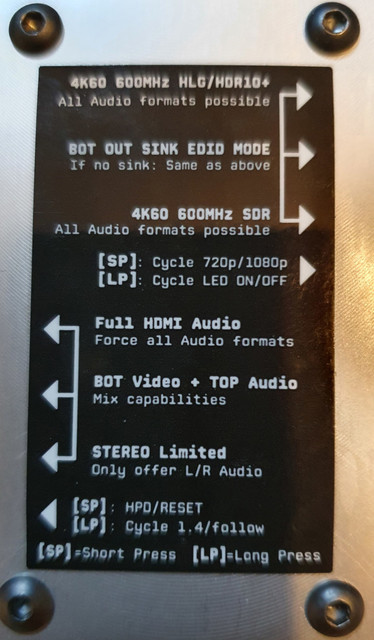 4K60 600MHz HLG/HDR10+
All Audio formats possible
BOT OUT SINK EDID MODE
If no sink: Same as above
4K60 600MHz SDR
All Audio formats possible
[SP]: Cycle 720p/1080p
[LP]: Cycle LED ON/OFF
Full HDMI Audio
Force all Audio formats
BOT Video + TOP Audio
Mix capabilities
STEREO Limited
Only offer L/R Audio
[SP]: HPD/RESET
[LP]: Cycle 1.4/follow
[SP]=Short Press [LP]=Long Press